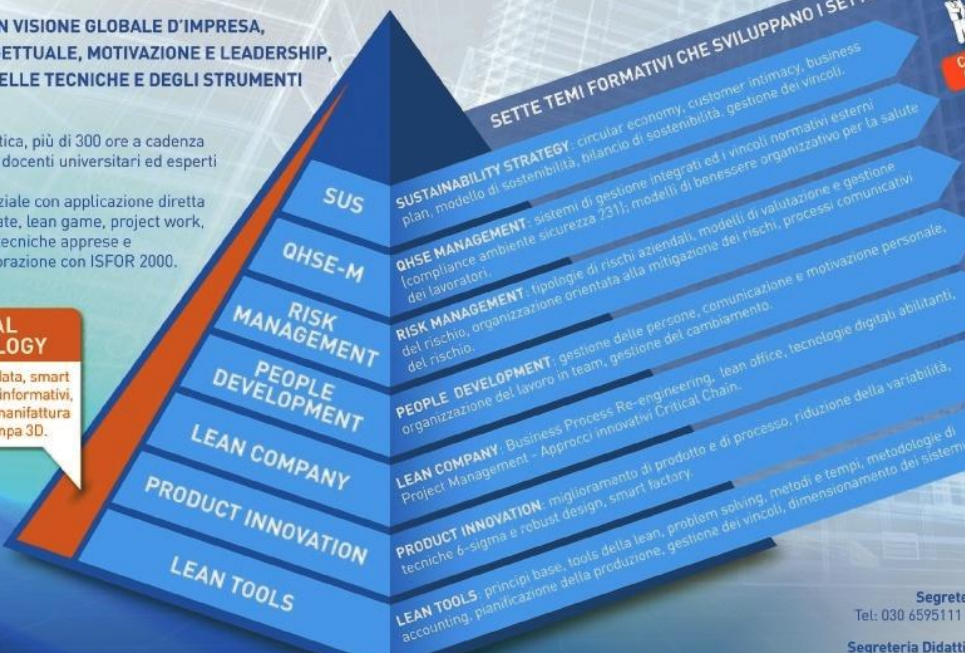 N VISIONE GLOBALE D'IMPRESA,
GETTUALE, MOTIVAZIONE E LEADERSHIP,
ELLE TECNICHE E DEGLI STRUMENTI
tica, più di 300 ore a cadenza
docenti universitari ed esperti
ziale con applicazione diretta
ate, lean game, project work,
tecniche apprese e
orazione con ISFOR 2000.
AL
LOGY
data, smart
informativi,
manifattura
mpa 3D.
SUS
QHSE-M
RISK
MANAGEMENT
PEOPLE
DEVELOPMENT
LEAN COMPANY
PRODUCT INNOVATION
LEAN TOOLS
SETTE TEMI FORMATIVI CHE SVILUPPANO I SETT
SUSTAINABILITY STRATEGY: circular economy, customer intimacy, business
plan, modello di sostenibilità, bilancio di sostenibilità, gestione dei vincoli.
QHSE MANAGEMENT: sistemi di gestione integrati ed i vincoli normativi esterni
(compliance ambiente sicurezza 231); modelli di benessere organizzativo per la salute
dei lavoratori.
RISK MANAGEMENT: tipologie di rischi aziendali, modelli di valutazione e gestione
del rischio, organizzazione orientata alla mitigazione dei rischi, processi comunicativi
del rischio.
PEOPLE DEVELOPMENT: gestione delle persone, comunicazione e motivazione personale,
organizzazione del lavoro in team, gestione del cambiamento.
LEAN COMPANY: Business Process Re-engineering, lean office, tecnologie digitali abilitanti,
Project Management - Approcci innovativi Critical Chain.
PRODUCT INNOVATION: miglioramento di prodotto e di processo, riduzione della variabilità,
tecniche 6-sigma e robust design, smart factory.
LEAN TOOLS: principi base, tools della lean, problem solving, metodi e tempi, metodologie di
accounting, pianificazione della produzione, gestione dei vincoli, dimensionamento dei sistemi
Segrete
Tel: 030 6595111
Segreteria Didatti